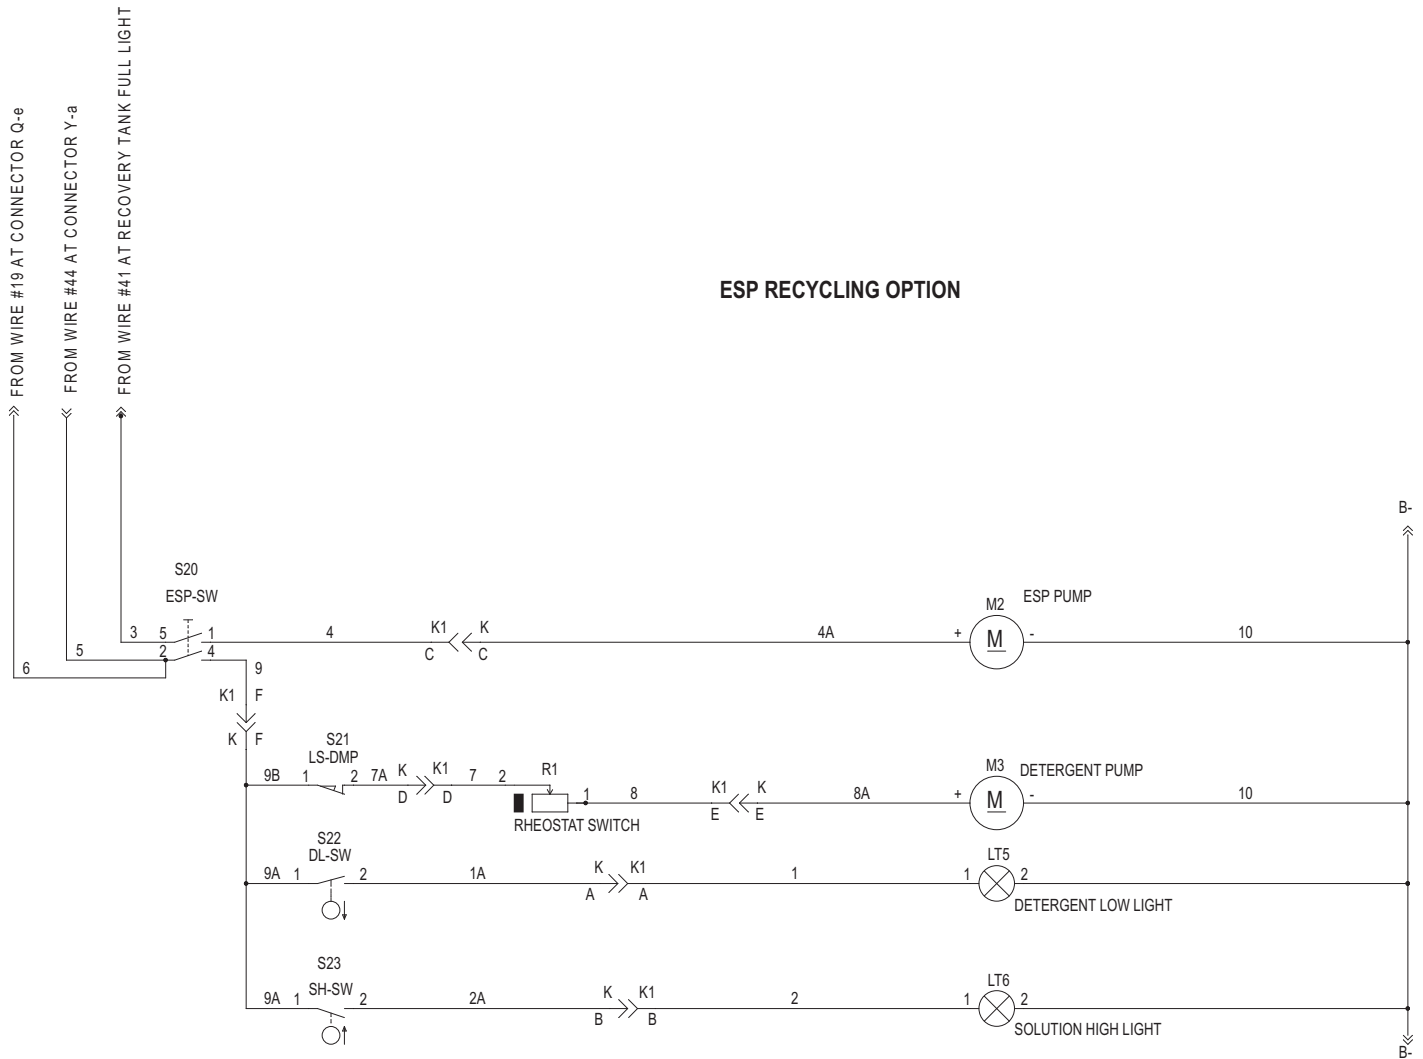 FROM WIRE #19 AT CONNECTOR Q-e
FROM WIRE #44 AT CONNECTOR Y-a
FROM WIRE #41 AT RECOVERY TANK FULL LIGHT
ESP RECYCLING OPTION
B-
S20
ESP-SW
3 5 1 4 K1 K 4A + M2 - ESP PUMP 10
M
C C
5 2 4
6 9
K1 F
K F
S21
LS-DMP
9B 1 2 7A K K1 7 2 R1
D D
1 8 K1 K 8A + M3 - DETERGENT PUMP 10
M
E E
RHEOSTAT SWITCH
S22
DL-SW
9A 1 2 1A K K1 1 1 LT5 2
A A
DETERGENT LOW LIGHT
S23
SH-SW
9A 1 2 2A K K1 2 1 LT6 2
B B
SOLUTION HIGH LIGHT
B-